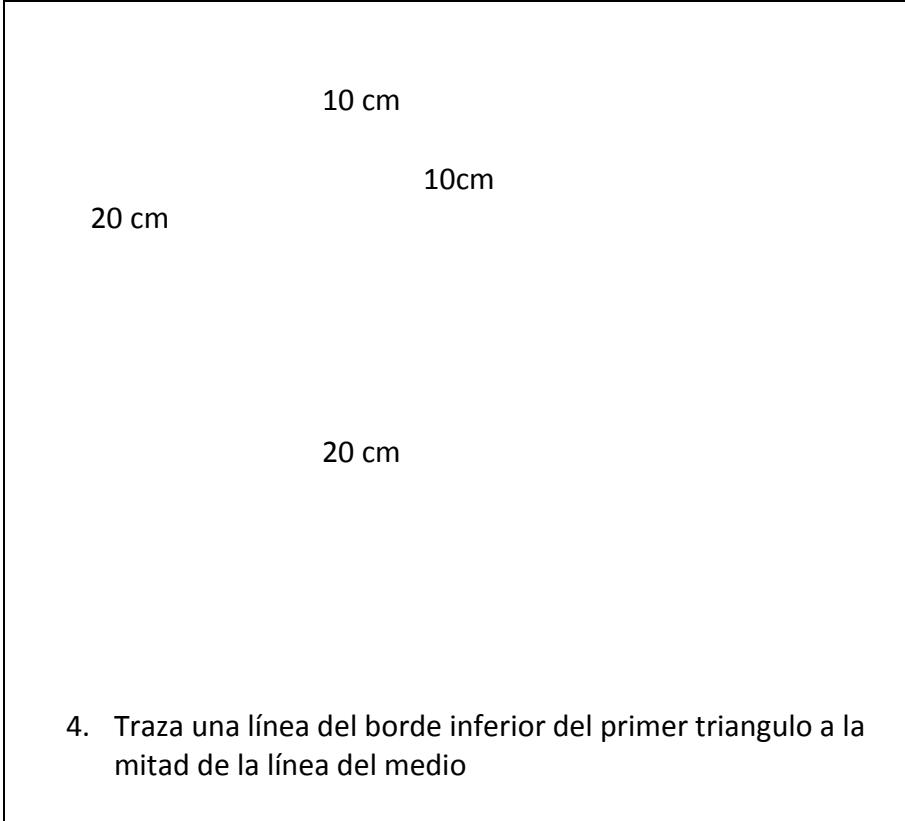 10 cm
10cm
20 cm
20 cm
4. Traza una línea del borde inferior del primer triangulo a la
mitad de la línea del medio